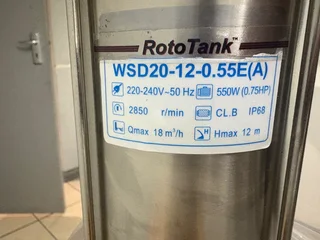 RotoTank™
WSD20-12-0.55E(A)
220-240V~50 Hz 550W (0.75HP)
2850 r/min CL.B IP68
Qmax 18 m³/h Hmax 12 m